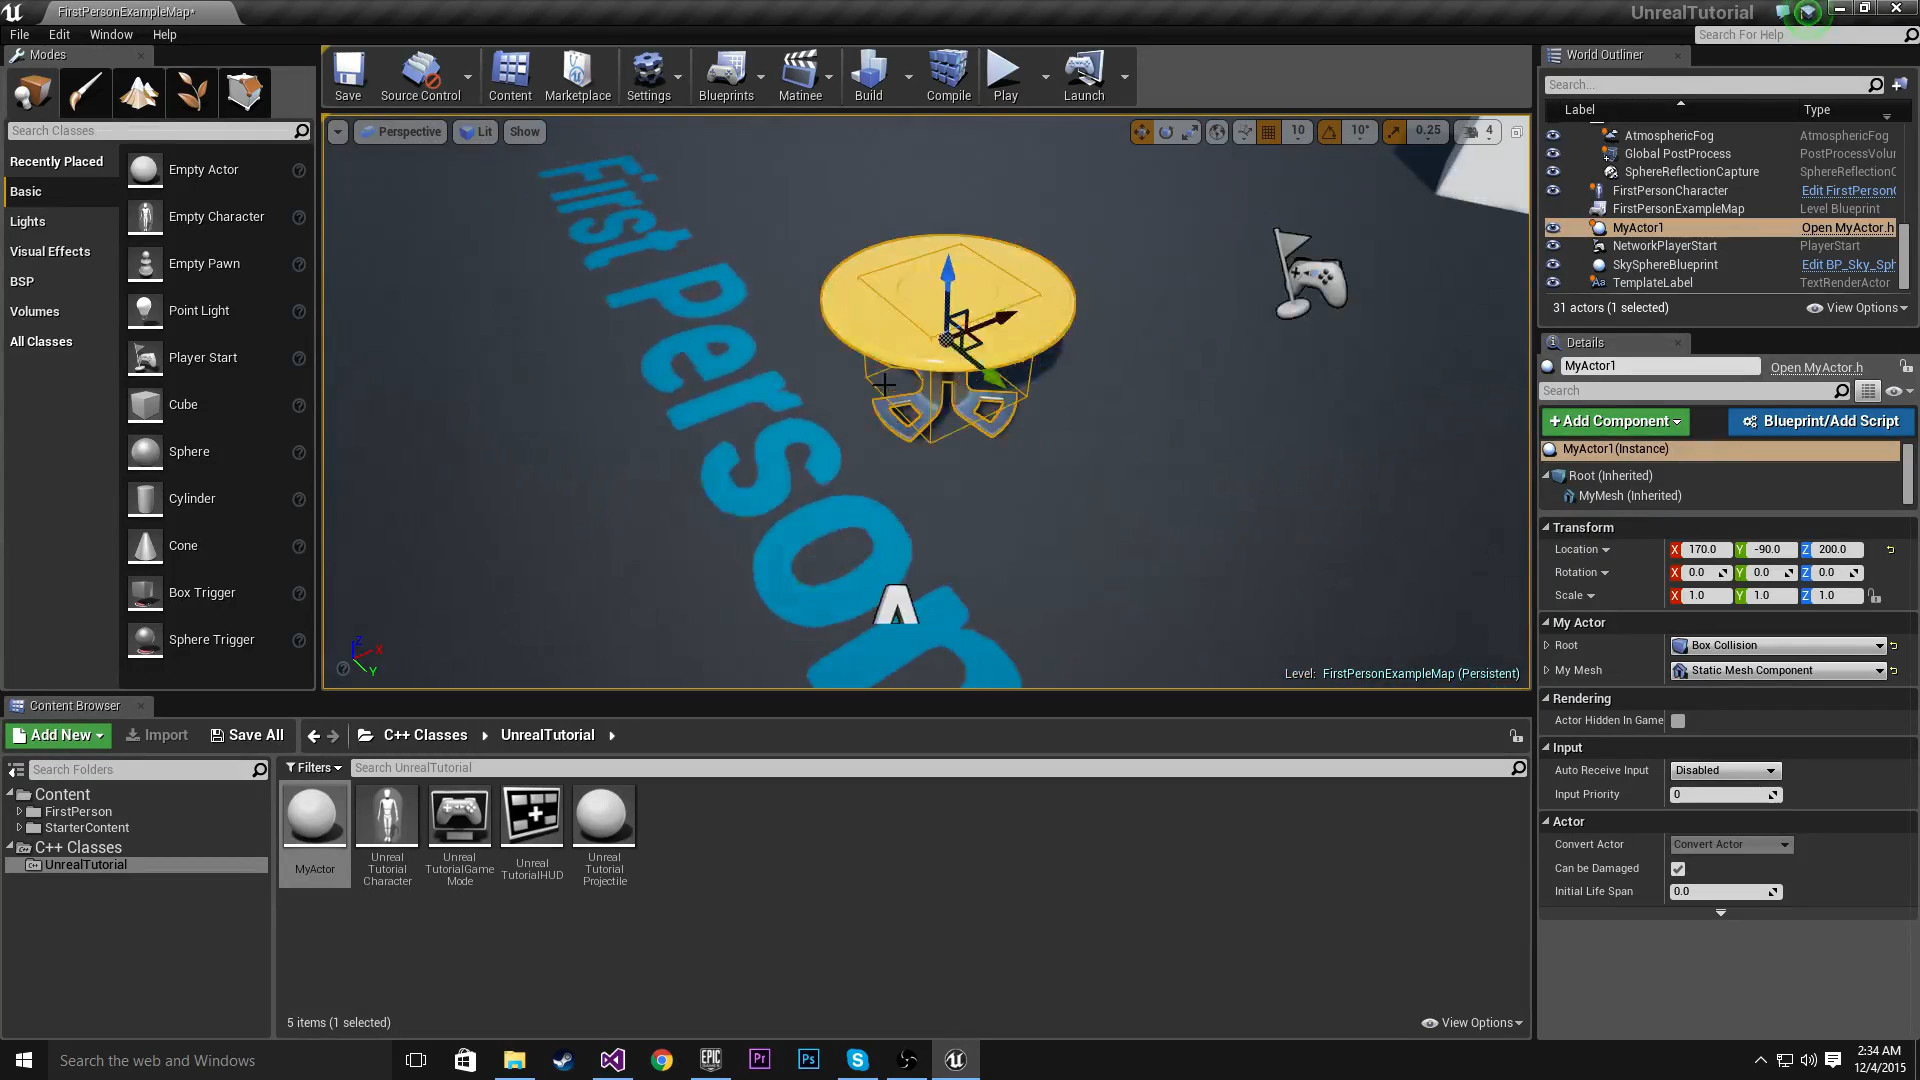 FirstPersonExampleMap*
UnrealTutorial
File Edit Window Help
Search For Help
Modes
Search Classes
Recently Placed
Basic
Lights
Visual Effects
BSP
Volumes
All Classes
Empty Actor
Empty Character
Empty Pawn
Point Light
Player Start
Cube
Sphere
Cylinder
Cone
Box Trigger
Sphere Trigger
Save Source Control Content Marketplace Settings Blueprints Matinee Build Compile Play Launch
Perspective Lit Show
10 10° 0.25 4
First Person
Z X Y
Level: FirstPersonExampleMap (Persistent)
World Outliner
Search...
Label Type
AtmosphericFog AtmosphericFog
Global PostProcess PostProcessVolur
SphereReflectionCapture SphereReflectionC
FirstPersonCharacter Edit FirstPersonC
FirstPersonExampleMap Level Blueprint
MyActor1 Open MyActor.h
NetworkPlayerStart PlayerStart
SkySphereBlueprint Edit BP_Sky_Sph
TemplateLabel TextRenderActor
31 actors (1 selected) View Options
Details
MyActor1 Open MyActor.h
Search
+ Add Component Blueprint/Add Script
MyActor1(Instance)
Root (Inherited)
MyMesh (Inherited)
Transform
Location X 170.0 Y -90.0 Z 200.0
Rotation X 0.0 Y 0.0 Z 0.0
Scale X 1.0 Y 1.0 Z 1.0
My Actor
Root Box Collision
My Mesh Static Mesh Component
Rendering
Actor Hidden In Game
Input
Auto Receive Input Disabled
Input Priority 0
Actor
Convert Actor Convert Actor
Can be Damaged
Initial Life Span 0.0
Content Browser
Add New Import Save All C++ Classes UnrealTutorial
Search Folders
Filters Search UnrealTutorial
Content
FirstPerson
StarterContent
C++ Classes
UnrealTutorial
MyActor
Unreal
Tutorial
Character
Unreal
TutorialGame
Mode
Unreal
TutorialHUD
Unreal
Tutorial
Projectile
5 items (1 selected) View Options
Search the web and Windows
EPIC
Pr
Ps
2:34 AM
12/4/2015